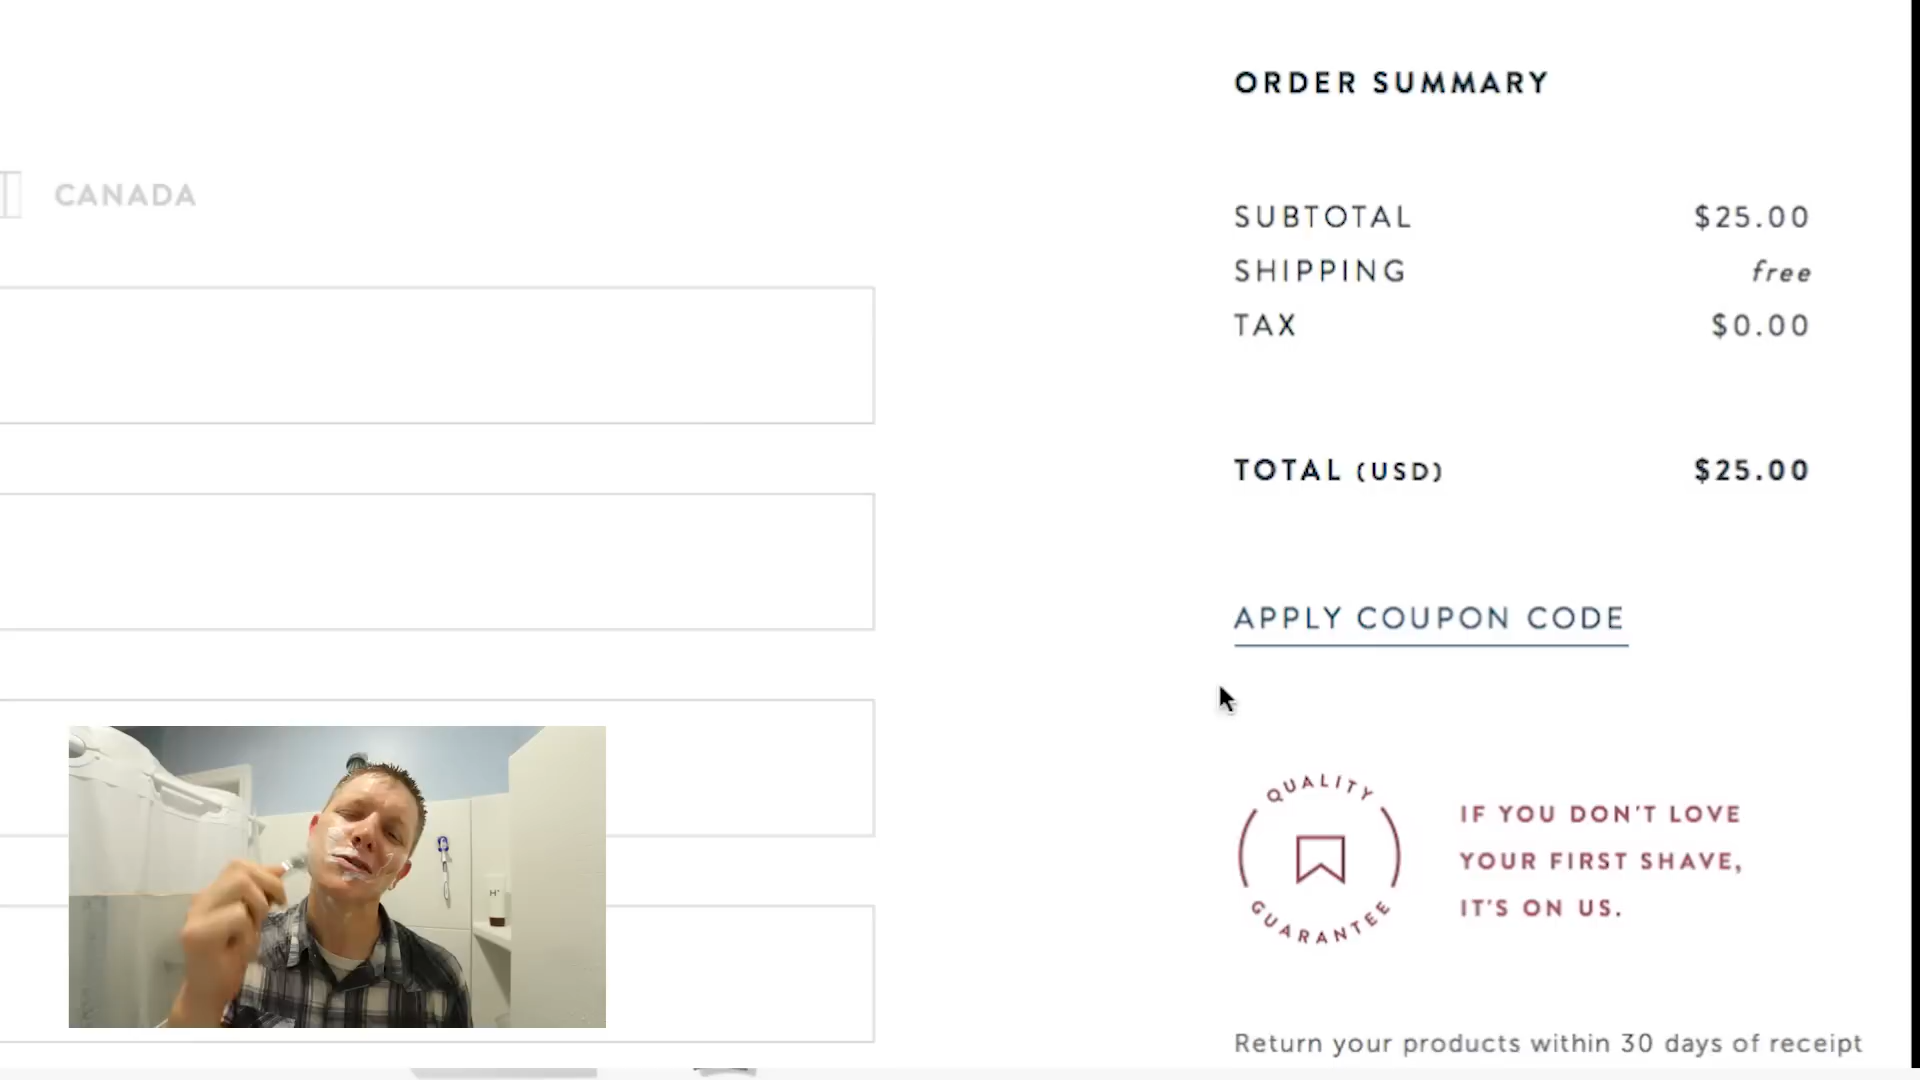 ORDER SUMMARY
CANADA
SUBTOTAL $25.00
SHIPPING free
TAX $0.00
TOTAL (USD) $25.00
APPLY COUPON CODE
QUALITY
GUARANTEE
IF YOU DON'T LOVE
YOUR FIRST SHAVE,
IT'S ON US.
H'
Return your products within 30 days of receipt